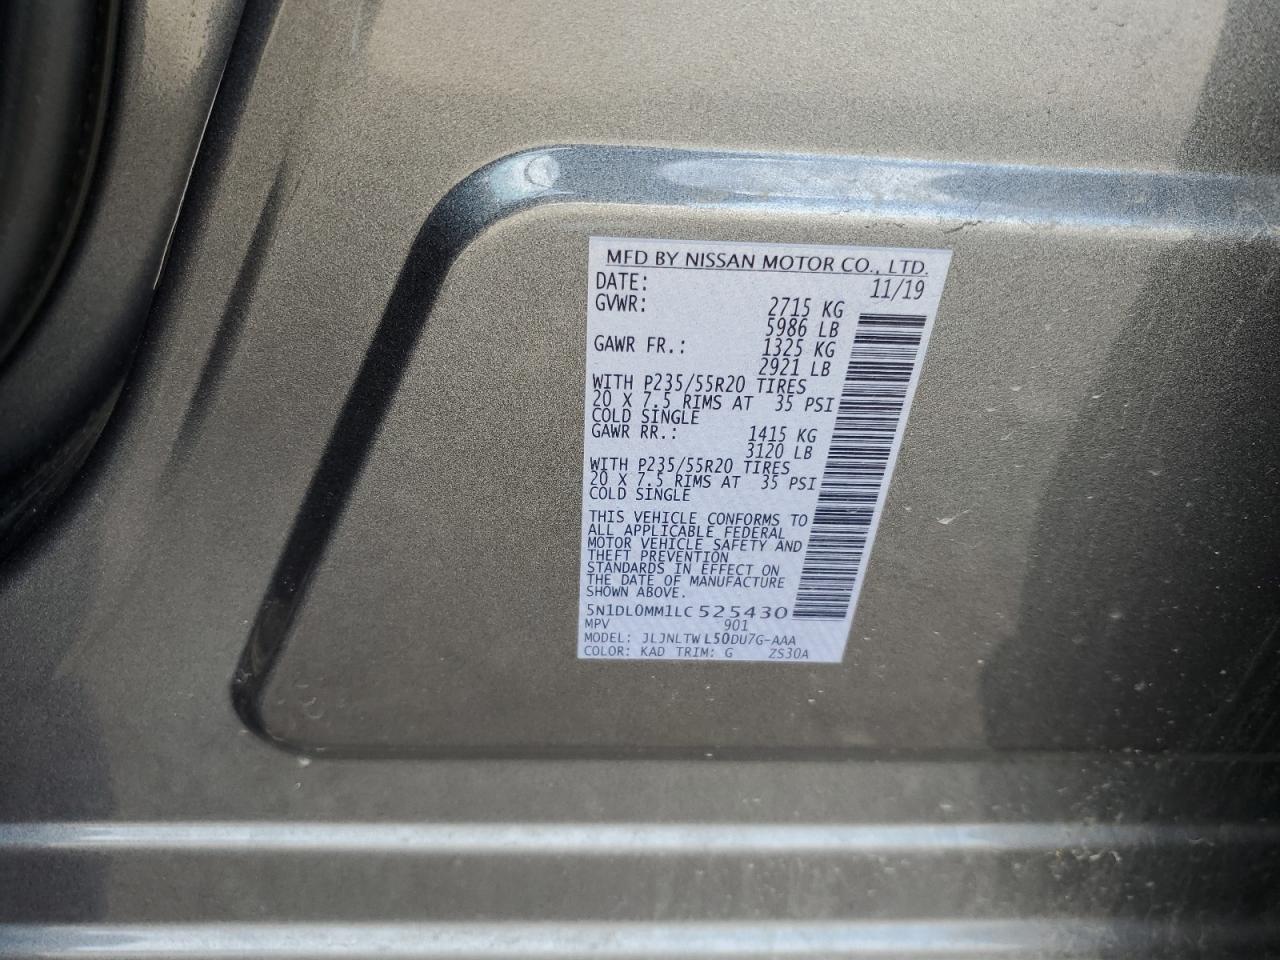 MFD BY NISSAN MOTOR CO., LTD.
DATE: 11/19
GVWR: 2715 KG
5986 LB
GAWR FR.: 1325 KG
2921 LB
WITH P235/55R20 TIRES
20 X 7.5 RIMS AT 35 PSI
COLD SINGLE
GAWR RR.: 1415 KG
3120 LB
WITH P235/55R20 TIRES
20 X 7.5 RIMS AT 35 PSI
COLD SINGLE
THIS VEHICLE CONFORMS TO
ALL APPLICABLE FEDERAL
MOTOR VEHICLE SAFETY AND
THEFT PREVENTION
STANDARDS IN EFFECT ON
THE DATE OF MANUFACTURE
SHOWN ABOVE.
5N1DL0MM1LC525430
MPV 901
MODEL: JLJNLTWL50DU7G-AAA
COLOR: KAD TRIM: G ZS30A